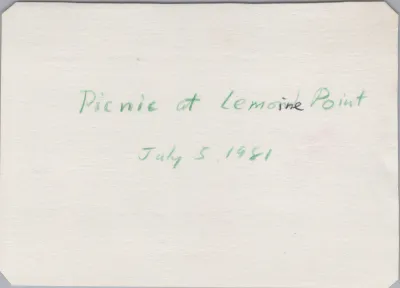 Picnic at Lemoine Point
July 5, 1981